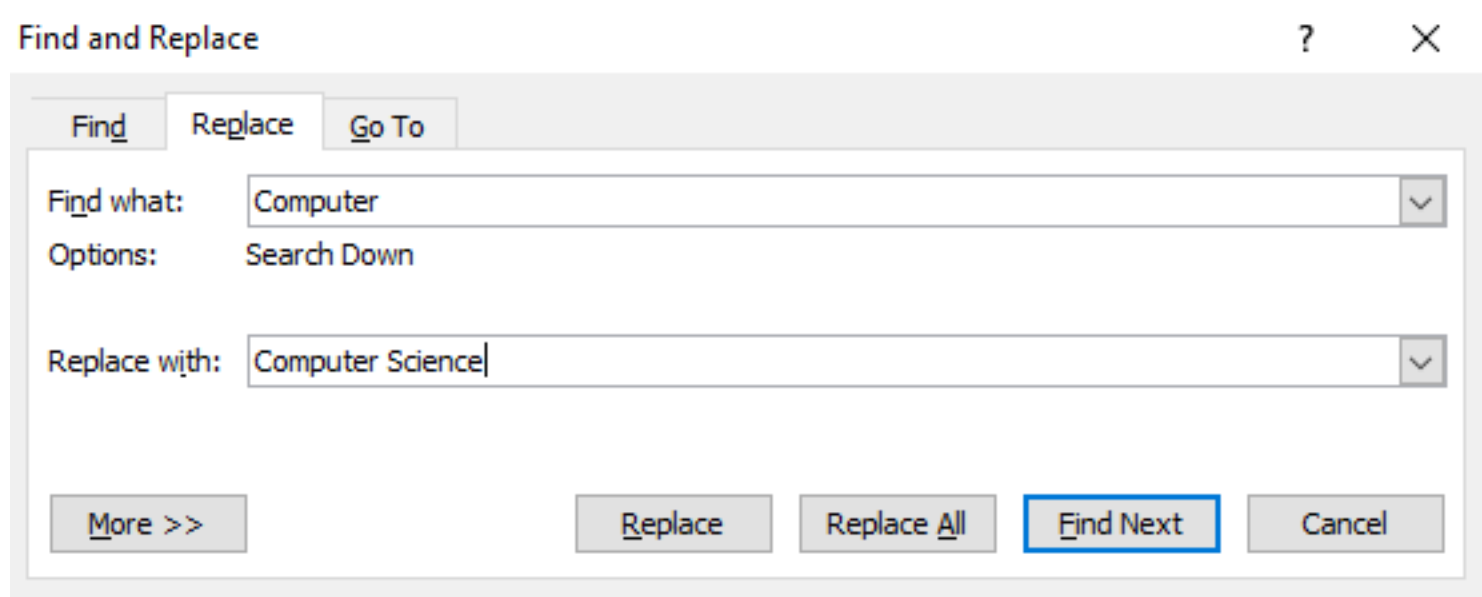 Find and Replace ?
Find Replace Go To
Find what: Computer
Options: Search Down
Replace with: Computer Science
More >> Replace Replace All Find Next Cancel